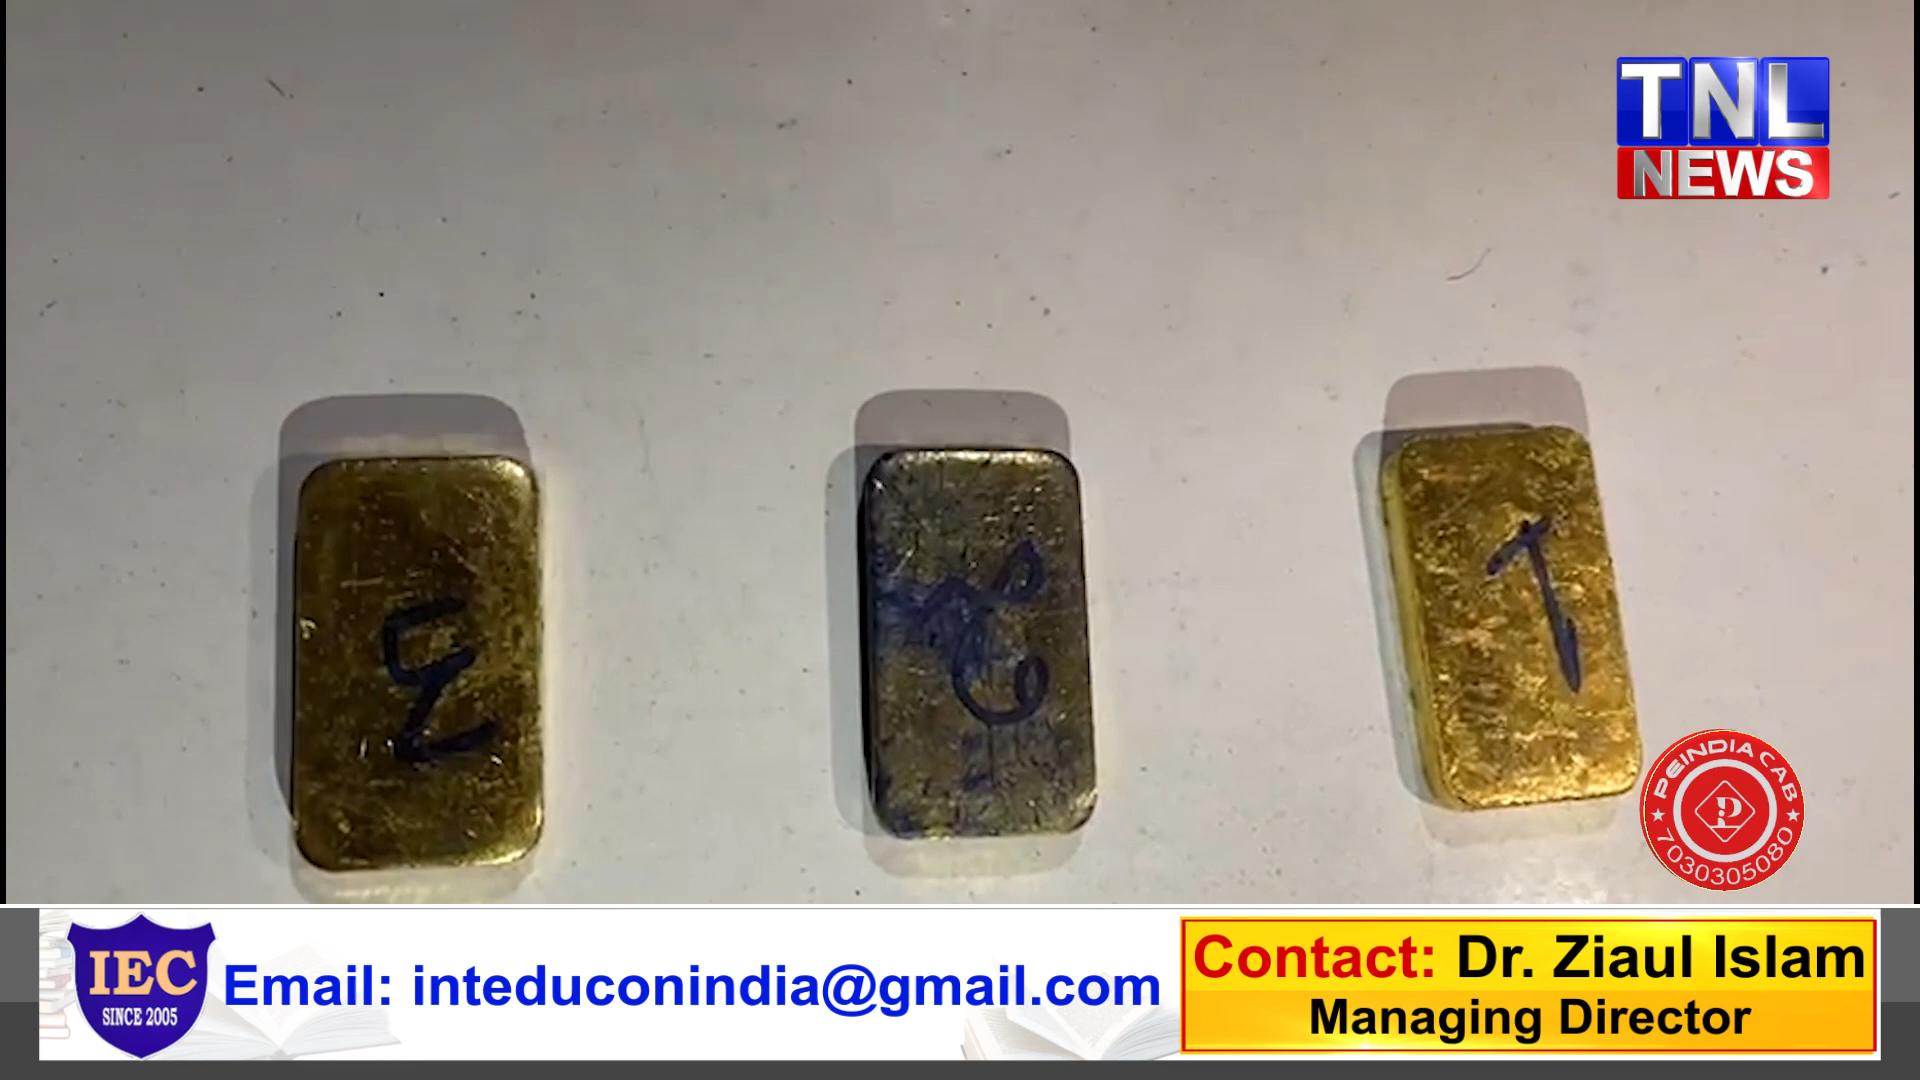 TNL
NEWS
PEINDIA CAB
7030305080
IEC
SINCE 2005
Email: inteduconindia@gmail.com
Contact: Dr. Ziaul Islam
Managing Director